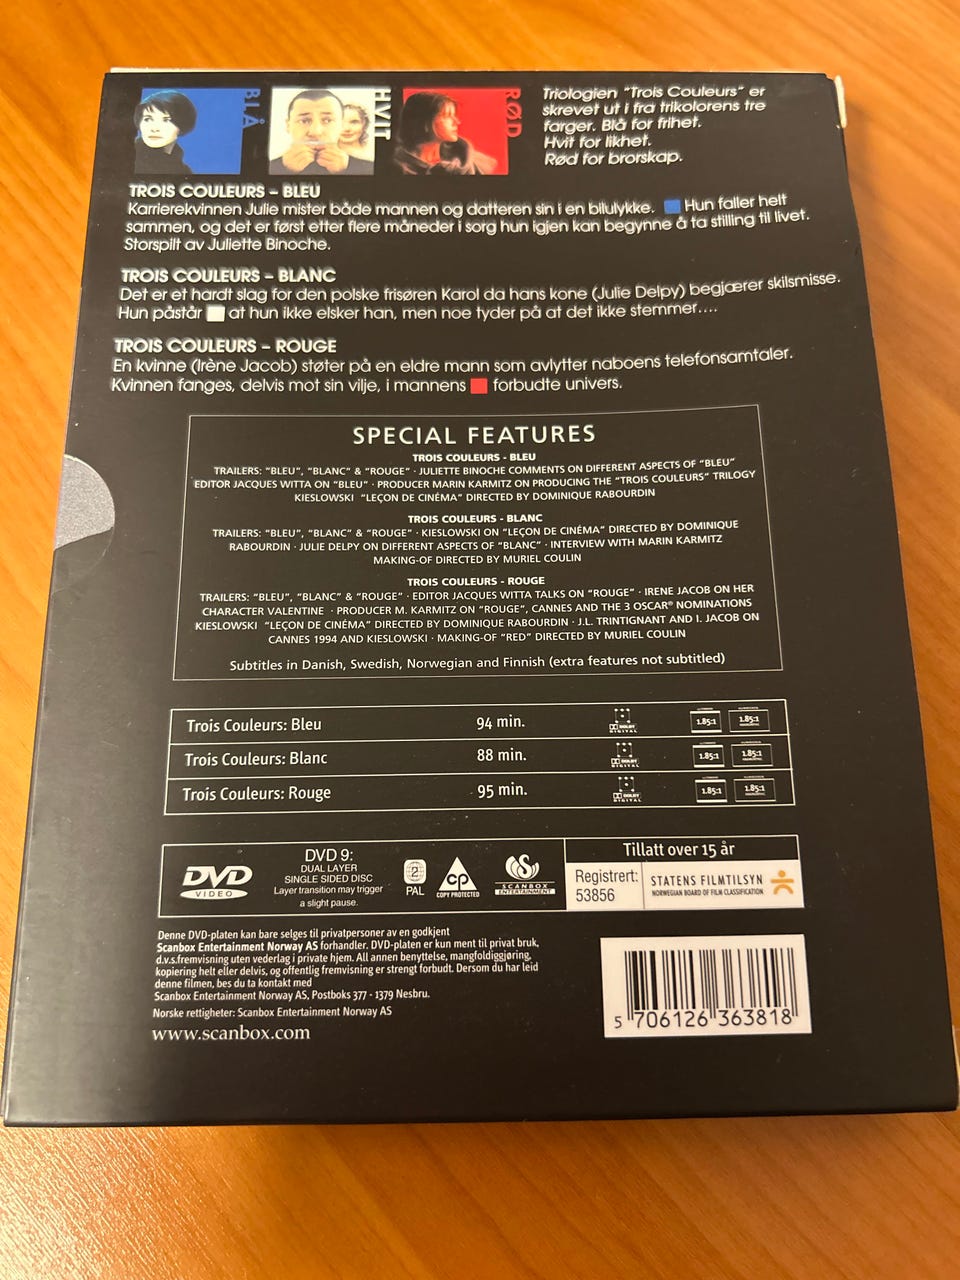 BLÅ
HVIT
RØD
Triologien "Trois Couleurs" er
skrevet ut i fra trikolorens tre
farger. Blå for frihet.
Hvit for likhet.
Rød for brorskap.
TROIS COULEURS – BLEU
Karrierekvinnen Julie mister både mannen og datteren sin i en bilulykke. Hun faller helt
sammen, og det er først etter flere måneder i sorg hun igjen kan begynne å ta stilling til livet.
Storspilt av Juliette Binoche.
TROIS COULEURS – BLANC
Det er et hardt slag for den polske frisøren Karol da hans kone (Julie Delpy) begjærer skilsmisse.
Hun påstår at hun ikke elsker han, men noe tyder på at det ikke stemmer....
TROIS COULEURS – ROUGE
En kvinne (Irène Jacob) støter på en eldre mann som avlytter naboens telefonsamtaler.
Kvinnen fanges, delvis mot sin vilje, i mannens forbudte univers.
SPECIAL FEATURES
TROIS COULEURS - BLEU
TRAILERS: "BLEU", "BLANC" & "ROUGE" · JULIETTE BINOCHE COMMENTS ON DIFFERENT ASPECTS OF "BLEU"
EDITOR JACQUES WITTA ON "BLEU" · PRODUCER MARIN KARMITZ ON PRODUCING THE "TROIS COULEURS" TRILOGY
KIESLOWSKI "LEÇON DE CINÉMA" DIRECTED BY DOMINIQUE RABOURDIN
TROIS COULEURS - BLANC
TRAILERS: "BLEU", "BLANC" & "ROUGE" · KIESLOWSKI ON "LEÇON DE CINÉMA" DIRECTED BY DOMINIQUE
RABOURDIN · JULIE DELPY ON DIFFERENT ASPECTS OF "BLANC" · INTERVIEW WITH MARIN KARMITZ
MAKING-OF DIRECTED BY MURIEL COULIN
TROIS COULEURS - ROUGE
TRAILERS: "BLEU", "BLANC" & "ROUGE" · EDITOR JACQUES WITTA TALKS ON "ROUGE" · IRENE JACOB ON HER
CHARACTER VALENTINE · PRODUCER M. KARMITZ ON "ROUGE", CANNES AND THE 3 OSCAR® NOMINATIONS
KIESLOWSKI "LEÇON DE CINÉMA" DIRECTED BY DOMINIQUE RABOURDIN · J.L. TRINTIGNANT AND I. JACOB ON
CANNES 1994 AND KIESLOWSKI · MAKING-OF "RED" DIRECTED BY MURIEL COULIN
Subtitles in Danish, Swedish, Norwegian and Finnish (extra features not subtitled)
Trois Couleurs: Bleu 94 min. DOLBY DIGITAL 1.85:1 1.85:1
Trois Couleurs: Blanc 88 min. DOLBY DIGITAL 1.85:1 1.85:1
Trois Couleurs: Rouge 95 min. DOLBY DIGITAL 1.85:1 1.85:1
DVD
VIDEO
DVD 9:
DUAL LAYER
SINGLE SIDED DISC
Layer transition may trigger
a slight pause.
2
PAL
CP
COPY PROTECTED
SCANBOX
ENTERTAINMENT
Tillatt over 15 år
Registrert:
53856
STATENS FILMTILSYN
NORWEGIAN BOARD OF FILM CLASSIFICATION
Denne DVD-platen kan bare selges til privatpersoner av en godkjent
Scanbox Entertainment Norway AS forhandler. DVD-platen er kun ment til privat bruk,
d.v.s.fremvisning uten vederlag i private hjem. All annen benyttelse, mangfoldiggjøring,
kopiering helt eller delvis, og offentlig fremvisning er strengt forbudt. Dersom du har leid
denne filmen, bes du ta kontakt med
Scanbox Entertainment Norway AS, Postboks 377 - 1379 Nesbru.
Norske rettigheter: Scanbox Entertainment Norway AS
www.scanbox.com
5 706126 363818